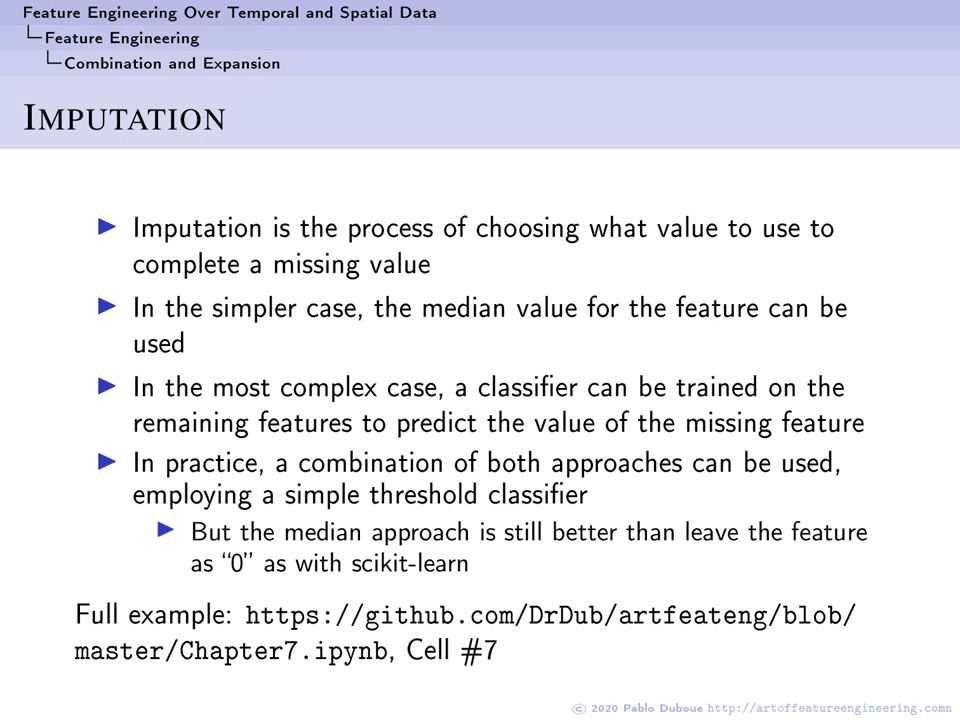 Feature Engineering Over Temporal and Spatial Data
Feature Engineering
Combination and Expansion
IMPUTATION
Imputation is the process of choosing what value to use to
complete a missing value
In the simpler case, the median value for the feature can be
used
In the most complex case, a classifier can be trained on the
remaining features to predict the value of the missing feature
In practice, a combination of both approaches can be used,
employing a simple threshold classifier
But the median approach is still better than leave the feature
as “0” as with scikit-learn
Full example: https://github.com/DrDub/artfeateng/blob/
master/Chapter7.ipynb, Cell #7
© 2020 Pablo Duboue http://artoffeatureengineering.comn